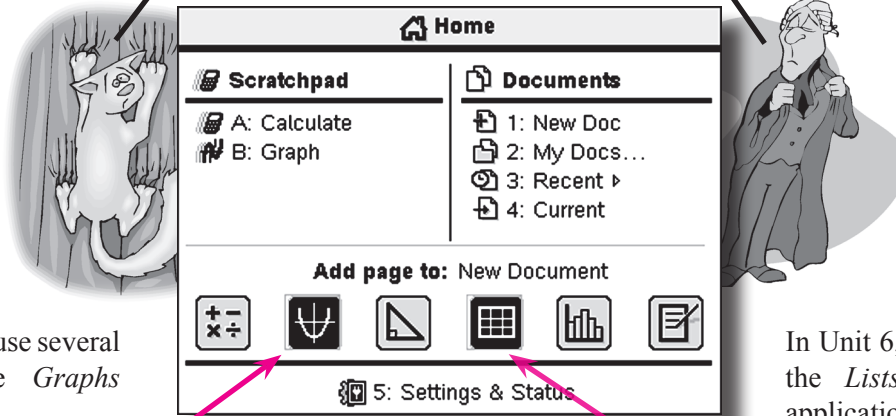 Home
Scratchpad
A: Calculate
B: Graph
Documents
1: New Doc
2: My Docs...
3: Recent ▹
4: Current
Add page to: New Document
5: Settings & Status
use several
Graphs
In Unit 6
the Lists
application